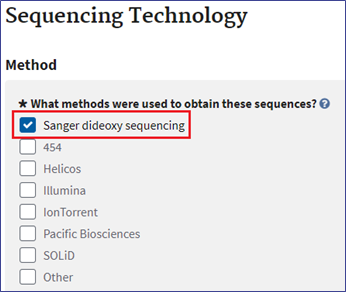 Sequencing Technology
Method
* What methods were used to obtain these sequences? ?
Sanger dideoxy sequencing
454
Helicos
Illumina
IonTorrent
Pacific Biosciences
SOLiD
Other